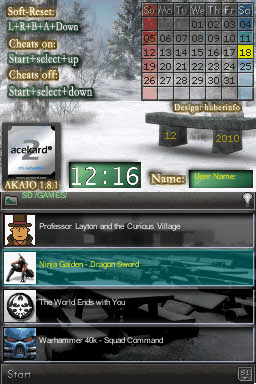 Soft-Reset:
L+R+B+A+Down
Cheats on:
Start+select+up
Cheats off:
Start+select+down
Su Mo Tu We Th Fr Sa
01 02 03 04
05 06 07 08 09 10 11
12 13 14 15 16 17 18
19 20 21 22 23 24 25
26 27 28 29 30 31
Design: huberinfo
12
2010
2
acekard
AKAIO 1.8.1
12:16
Name:
User Name:
SD:/GAMES/
Professor Layton and the Curious Village
Ninja Gaiden - Dragon Sword
The World Ends with You
Warhammer 40k - Squad Command
Start